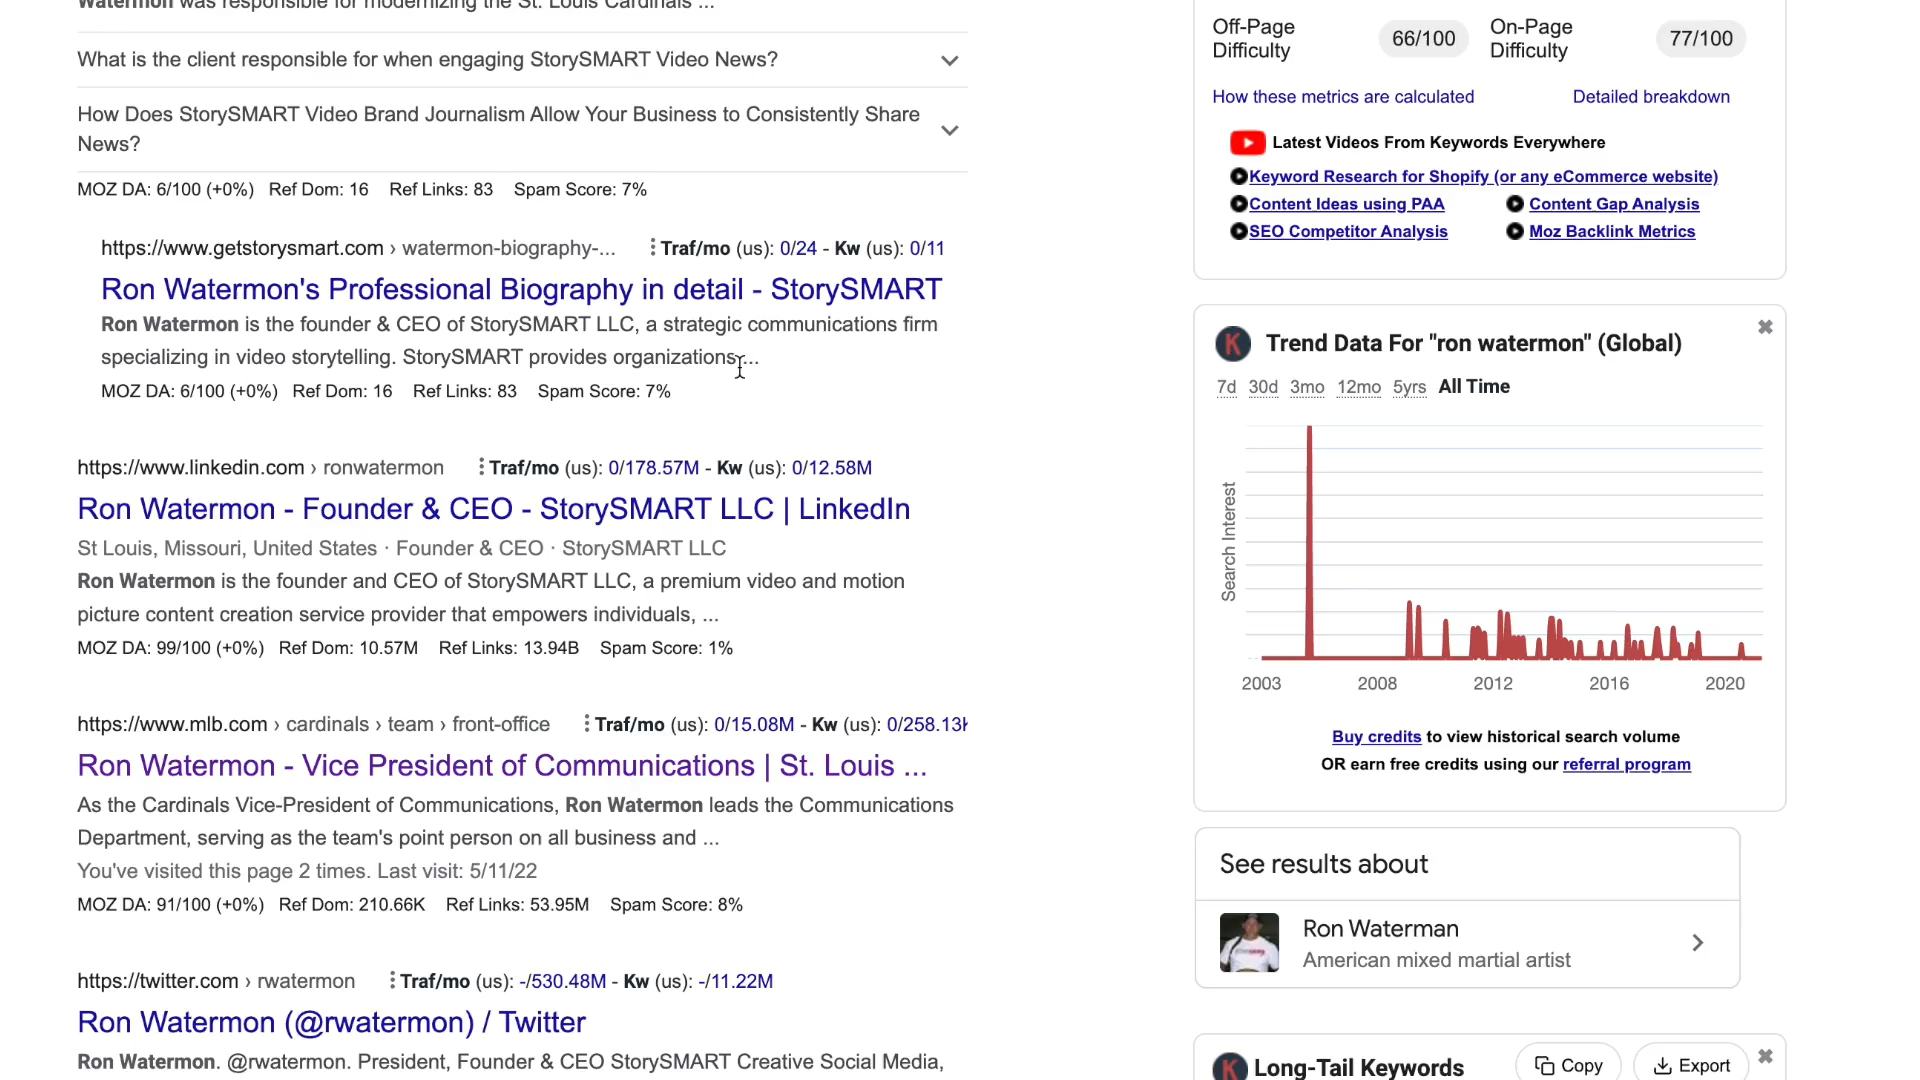 Watermon was responsible for modernizing the St. Louis Cardinals ...
What is the client responsible for when engaging StorySMART Video News?
How Does StorySMART Video Brand Journalism Allow Your Business to Consistently Share
News?
MOZ DA: 6/100 (+0%) Ref Dom: 16 Ref Links: 83 Spam Score: 7%
https://www.getstorysmart.com › watermon-biography-... Traf/mo (us): 0/24 - Kw (us): 0/11
Ron Watermon's Professional Biography in detail - StorySMART
Ron Watermon is the founder & CEO of StorySMART LLC, a strategic communications firm
specializing in video storytelling. StorySMART provides organizations ...
MOZ DA: 6/100 (+0%) Ref Dom: 16 Ref Links: 83 Spam Score: 7%
https://www.linkedin.com › ronwatermon Traf/mo (us): 0/178.57M - Kw (us): 0/12.58M
Ron Watermon - Founder & CEO - StorySMART LLC | LinkedIn
St Louis, Missouri, United States · Founder & CEO · StorySMART LLC
Ron Watermon is the founder and CEO of StorySMART LLC, a premium video and motion
picture content creation service provider that empowers individuals, ...
MOZ DA: 99/100 (+0%) Ref Dom: 10.57M Ref Links: 13.94B Spam Score: 1%
https://www.mlb.com › cardinals › team › front-office Traf/mo (us): 0/15.08M - Kw (us): 0/258.13K
Ron Watermon - Vice President of Communications | St. Louis ...
As the Cardinals Vice-President of Communications, Ron Watermon leads the Communications
Department, serving as the team's point person on all business and ...
You've visited this page 2 times. Last visit: 5/11/22
MOZ DA: 91/100 (+0%) Ref Dom: 210.66K Ref Links: 53.95M Spam Score: 8%
https://twitter.com › rwatermon Traf/mo (us): -/530.48M - Kw (us): -/11.22M
Ron Watermon (@rwatermon) / Twitter
Ron Watermon. @rwatermon. President, Founder & CEO StorySMART Creative Social Media,
Off-Page
Difficulty
66/100
On-Page
Difficulty
77/100
How these metrics are calculated
Detailed breakdown
Latest Videos From Keywords Everywhere
Keyword Research for Shopify (or any eCommerce website)
Content Ideas using PAA
Content Gap Analysis
SEO Competitor Analysis
Moz Backlink Metrics
K
Trend Data For "ron watermon" (Global)
7d 30d 3mo 12mo 5yrs All Time
Search Interest
2003 2008 2012 2016 2020
Buy credits to view historical search volume
OR earn free credits using our referral program
See results about
Ron Waterman
American mixed martial artist
K
Long-Tail Keywords
Copy
Export